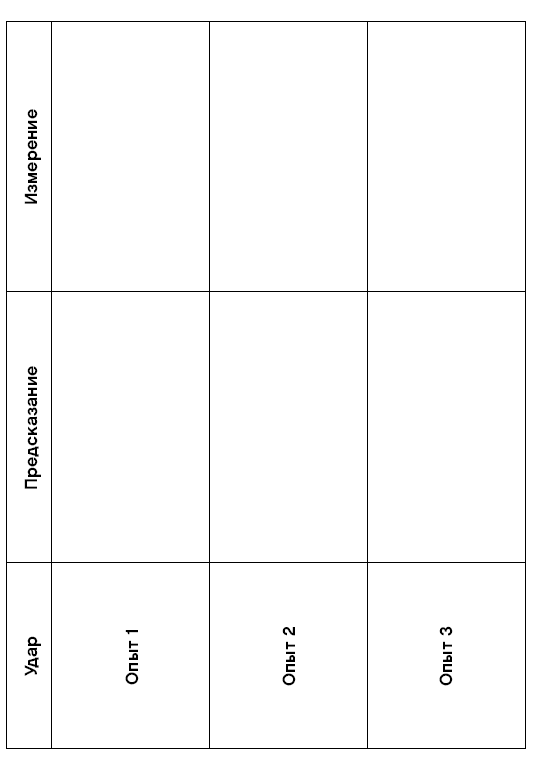 Удар
Предсказание
Измерение
Опыт 1
Опыт 2
Опыт 3